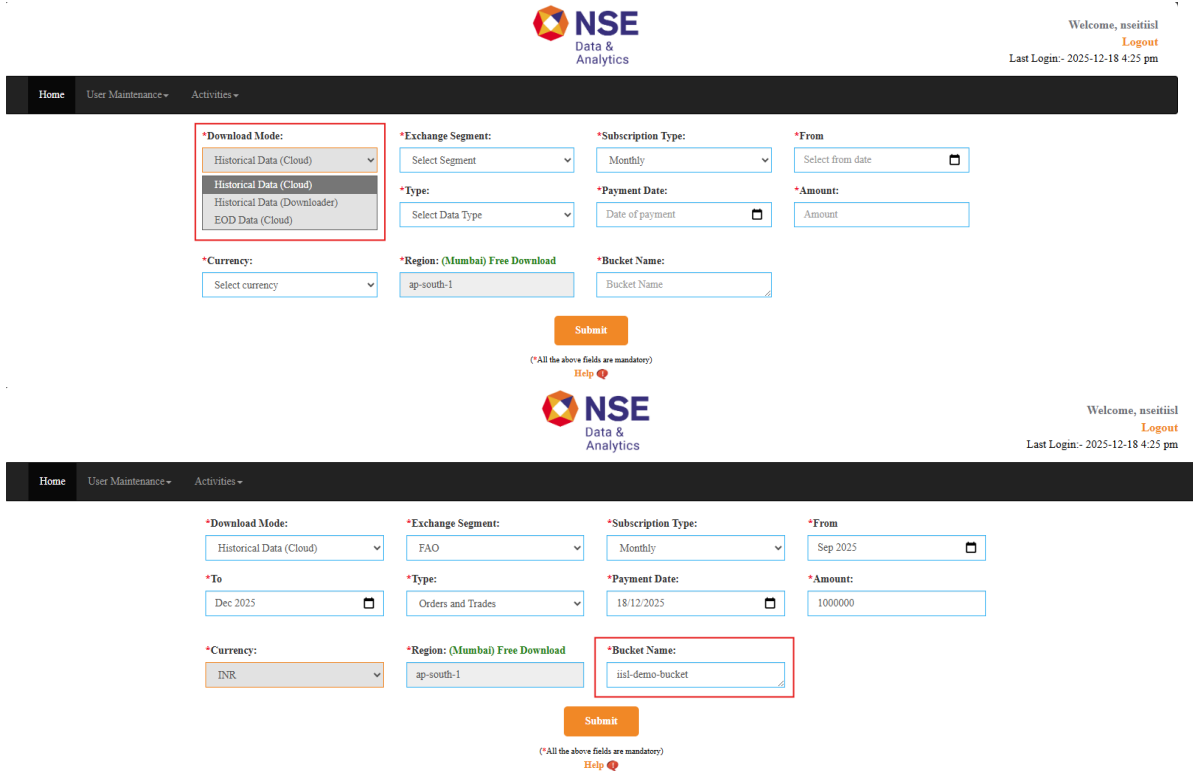 NSE
Data &
Analytics
Welcome, nseitiisl
Logout
Last Login:- 2025-12-18 4:25 pm
Home User Maintenance Activities
*Download Mode: *Exchange Segment: *Subscription Type: *From
Historical Data (Cloud) Select Segment Monthly Select from date
Historical Data (Cloud)
Historical Data (Downloader)
EOD Data (Cloud)
*Type: *Payment Date: *Amount:
Select Data Type Date of payment Amount
*Currency: *Region: (Mumbai) Free Download *Bucket Name:
Select currency ap-south-1 Bucket Name
Submit
(*All the above fields are mandatory)
Help
NSE
Data &
Analytics
Welcome, nseitiisl
Logout
Last Login:- 2025-12-18 4:25 pm
Home User Maintenance Activities
*Download Mode: *Exchange Segment: *Subscription Type: *From
Historical Data (Cloud) FAO Monthly Sep 2025
*To *Type: *Payment Date: *Amount:
Dec 2025 Orders and Trades 18/12/2025 1000000
*Currency: *Region: (Mumbai) Free Download *Bucket Name:
INR ap-south-1 iisl-demo-bucket
Submit
(*All the above fields are mandatory)
Help